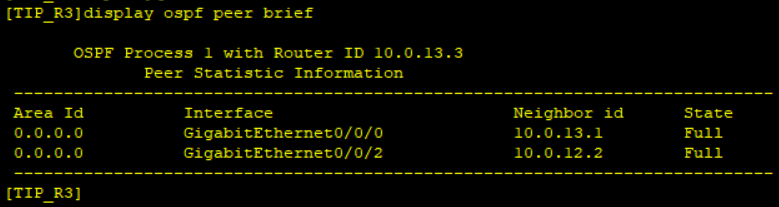 [TIP_R3]display ospf peer brief
OSPF Process 1 with Router ID 10.0.13.3
Peer Statistic Information
----------------------------------------------------------------------------
Area Id Interface Neighbor id State
0.0.0.0 GigabitEthernet0/0/0 10.0.13.1 Full
0.0.0.0 GigabitEthernet0/0/2 10.0.12.2 Full
----------------------------------------------------------------------------
[TIP_R3]